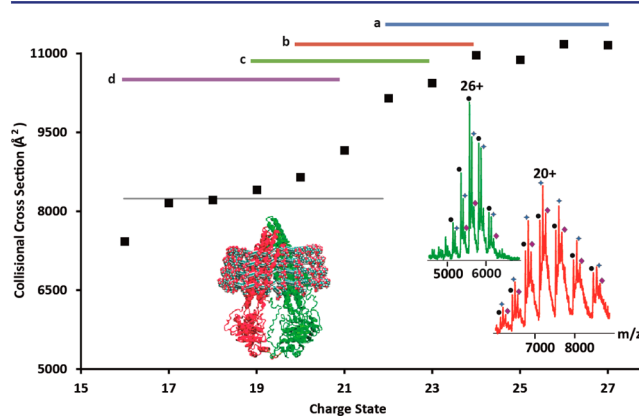 a
b
c
d
11000
9500
8000
6500
5000
Collisional Cross Section (Å²)
26+
5000 6000
20+
7000 8000
m/z
15 17 19 21 23 25 27
Charge State